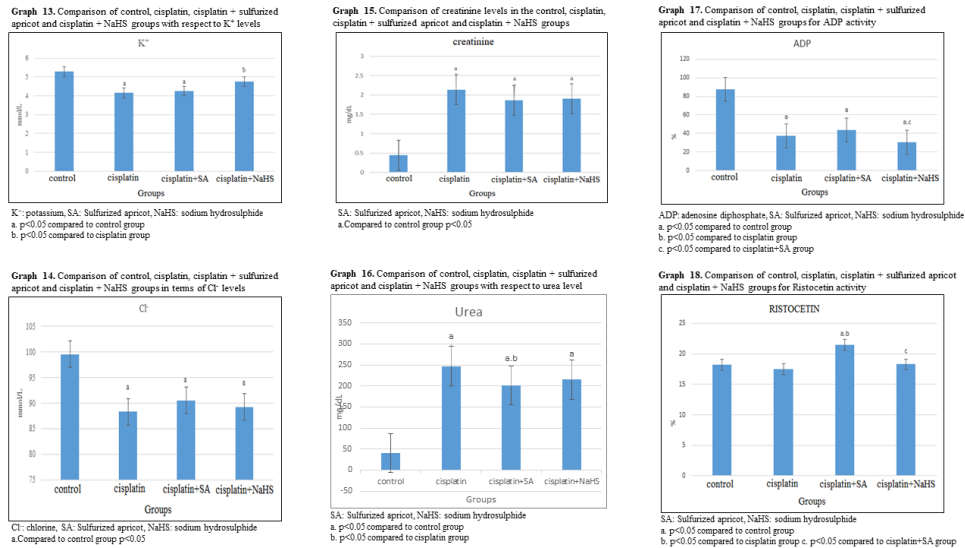 Graph 13. Comparison of control, cisplatin, cisplatin + sulfurized
apricot and cisplatin + NaHS groups with respect to K⁺ levels
K⁺
6
5
4
3
2
1
0
mmol/L
a
a
b
control
cisplatin
cisplatin+SA
cisplatin+NaHS
Groups
K⁺: potassium, SA: Sulfurized apricot, NaHS: sodium hydrosulphide
a. p<0.05 compared to control group
b. p<0.05 compared to cisplatin group
Graph 14. Comparison of control, cisplatin, cisplatin + sulfurized
apricot and cisplatin + NaHS groups in terms of Cl⁻ levels
Cl⁻
105
100
95
90
85
80
75
mmol/L
a
a
a
control
cisplatin
cisplatin+SA
cisplatin+NaHS
Groups
Cl⁻: chlorine, SA: Sulfurized apricot, NaHS: sodium hydrosulphide
a.Compared to control group p<0.05
Graph 15. Comparison of creatinine levels in the control, cisplatin,
cisplatin + sulfurized apricot and cisplatin + NaHS groups
creatinine
3
2.5
2
1.5
1
0.5
0
mg/dL
a
a
a
control
cisplatin
cisplatin+SA
cisplatin+NaHS
Groups
SA: Sulfurized apricot, NaHS: sodium hydrosulphide
a.Compared to control group p<0.05
Graph 16. Comparison of control, cisplatin, cisplatin + sulfurized
apricot and cisplatin + NaHS groups with respect to urea level
Urea
350
300
250
200
150
100
50
0
-50
mg/dL
a
a.b
a
control
cisplatin
cisplatin+SA
cisplatin+NaHS
Groups
SA: Sulfurized apricot, NaHS: sodium hydrosulphide
a. p<0.05 compared to control group
b. p<0.05 compared to cisplatin group
Graph 17. Comparison of control, cisplatin, cisplatin + sulfurized
apricot and cisplatin + NaHS groups for ADP activity
ADP
120
100
80
60
40
20
0
%
a
a
a.c
control
cisplatin
cisplatin+SA
cisplatin+NaHS
Groups
ADP: adenosine diphosphate, SA: Sulfurized apricot, NaHS: sodium hydrosulphide
a. p<0.05 compared to control group
b. p<0.05 compared to cisplatin group
c. p<0.05 compared to cisplatin+SA group
Graph 18. Comparison of control, cisplatin, cisplatin + sulfurized apricot
and cisplatin + NaHS groups for Ristocetin activity
RISTOCETIN
25
20
15
10
5
0
%
a.b
c
control
cisplatin
cisplatin+SA
cisplatin+NaHS
Groups
SA: Sulfurized apricot, NaHS: sodium hydrosulphide
a. p<0.05 compared to control group
b. p<0.05 compared to cisplatin group c. p<0.05 compared to cisplatin+SA group